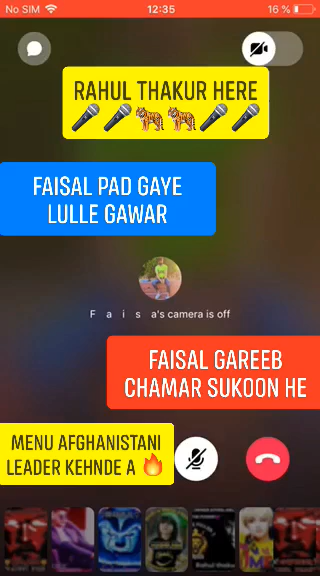 No SIM 12:35 16 %
RAHUL THAKUR HERE
🎤🎤🐅🐅🎤🎤
FAISAL PAD GAYE
LULLE GAWAR
F a i s a's camera is off
FAISAL GAREEB
CHAMAR SUKOON HE
MENU AFGHANISTANI
LEADER KEHNDE A 🔥